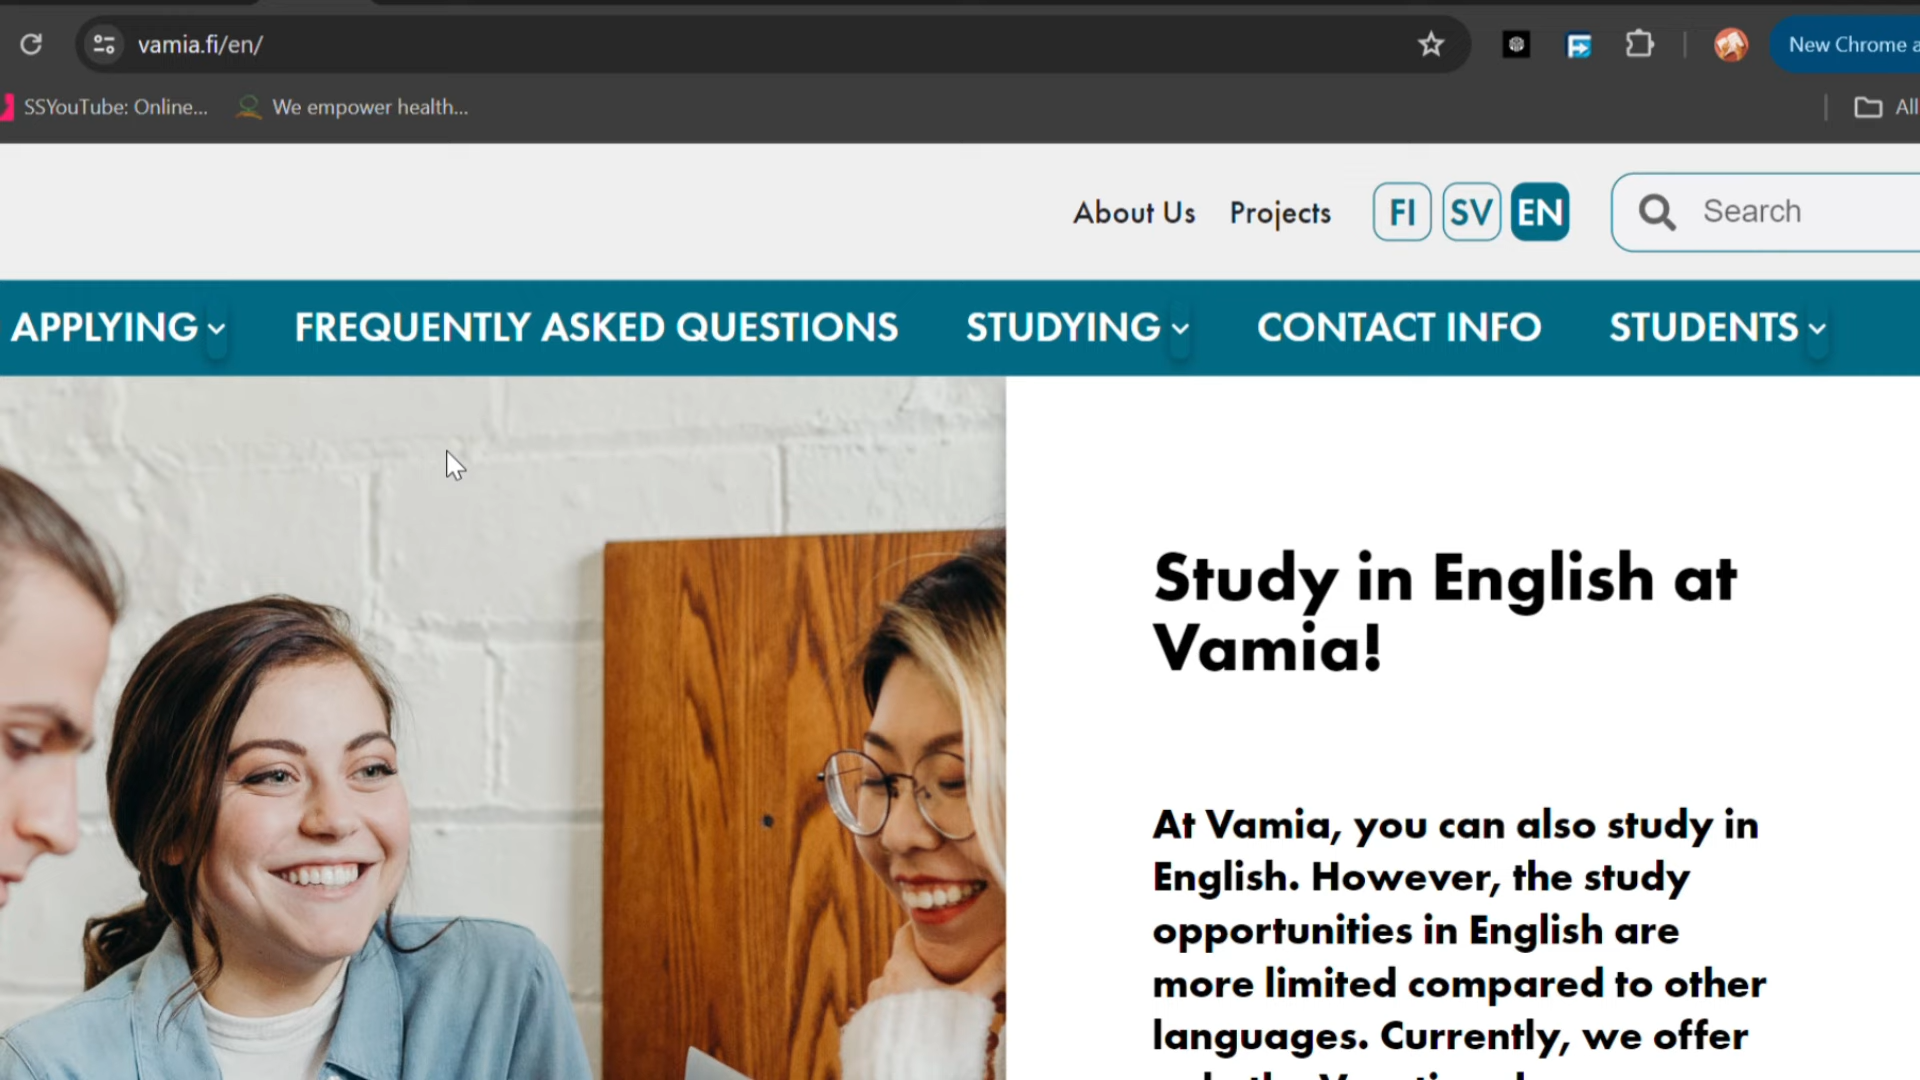 vamia.fi/en/
New Chrome a
SSYouTube: Online...
We empower health...
All
About Us
Projects
FI
SV
EN
Search
APPLYING
FREQUENTLY ASKED QUESTIONS
STUDYING
CONTACT INFO
STUDENTS
Study in English at
Vamia!
At Vamia, you can also study in
English. However, the study
opportunities in English are
more limited compared to other
languages. Currently, we offer